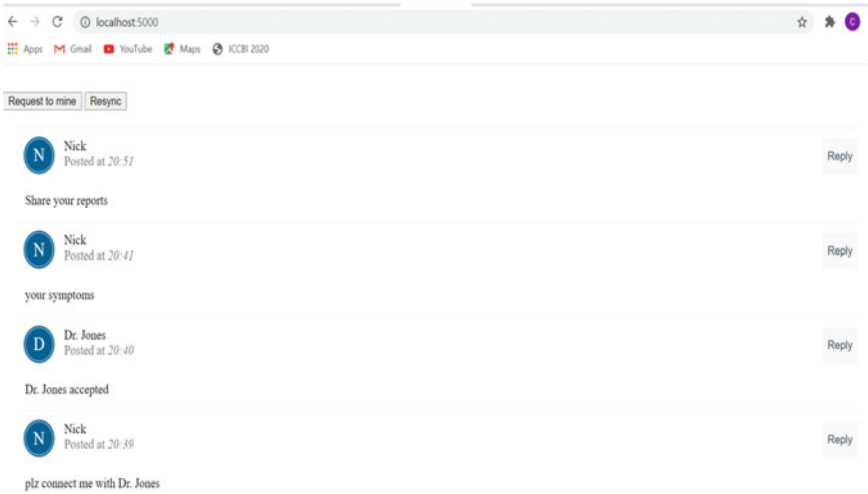 localhost:5000
C
Apps Gmail YouTube Maps ICCBI 2020
Request to mine Resync
N Nick
Posted at 20:51
Reply
Share your reports
N Nick
Posted at 20:41
Reply
your symptoms
D Dr. Jones
Posted at 20:40
Reply
Dr. Jones accepted
N Nick
Posted at 20:39
Reply
plz connect me with Dr. Jones